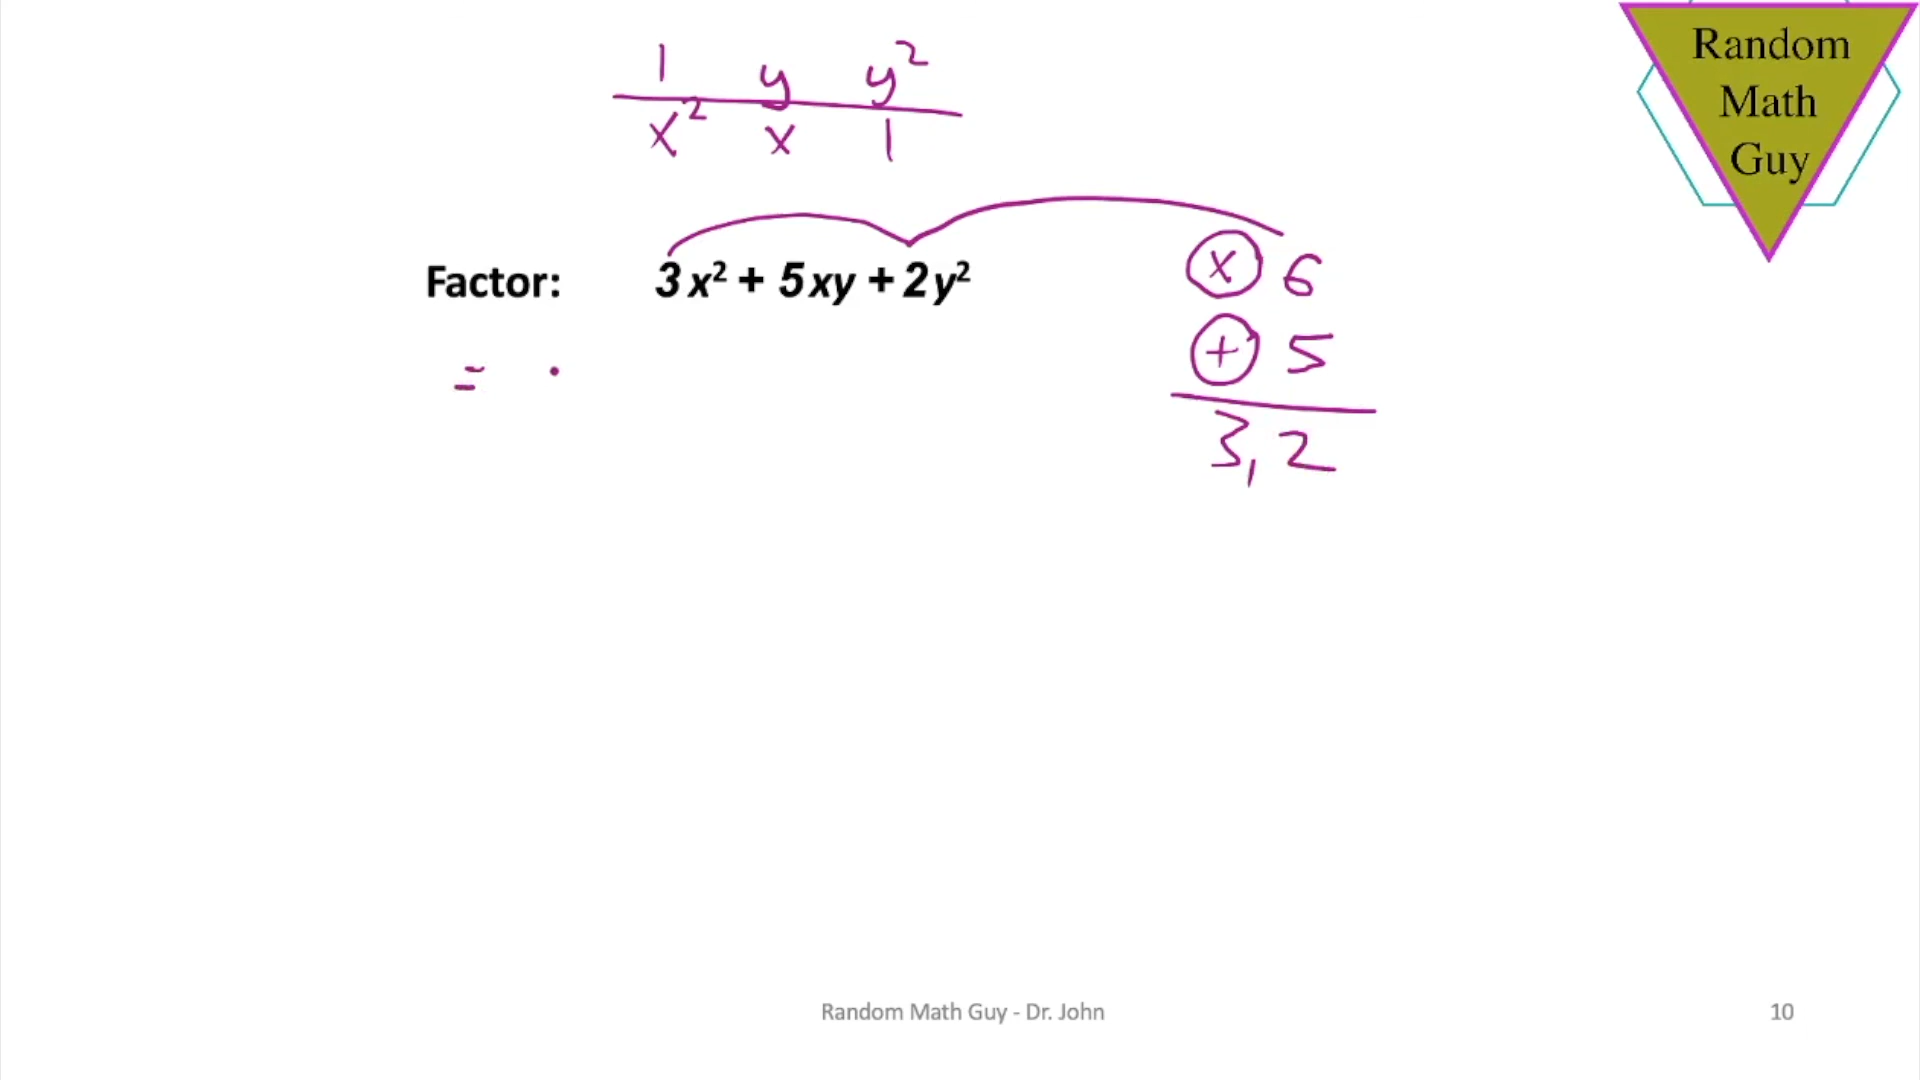 1 y y²
x² x 1
Random
Math
Guy
Factor: 3x² + 5xy + 2y²
x 6
+ 5
3, 2
= .
Random Math Guy - Dr. John
10